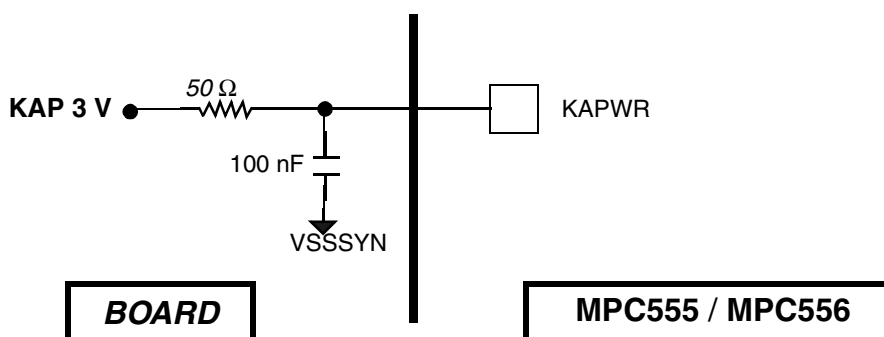 50 Ω
KAP 3 V
KAPWR
100 nF
VSSSYN
BOARD
MPC555 / MPC556